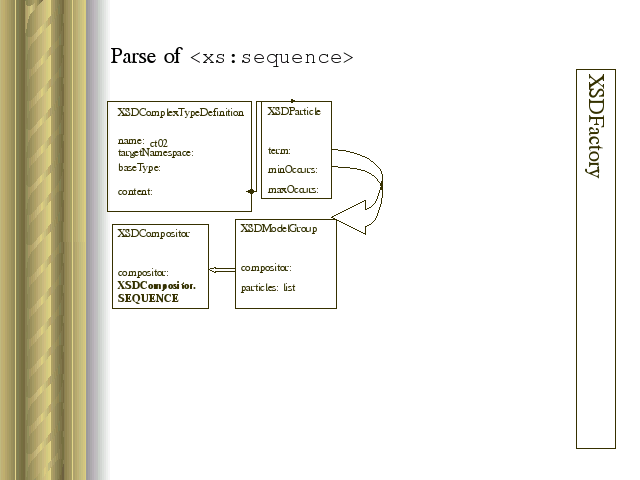 Parse of <xs:sequence>
XSDComplexTypeDefinition
name: ct02
targetNamespace:
baseType:
content:
XSDParticle
term:
minOccurs:
maxOccurs:
XSDCompositor
compositor:
XSDCompositor.
SEQUENCE
XSDModelGroup
compositor:
particles: list
XSDFactory